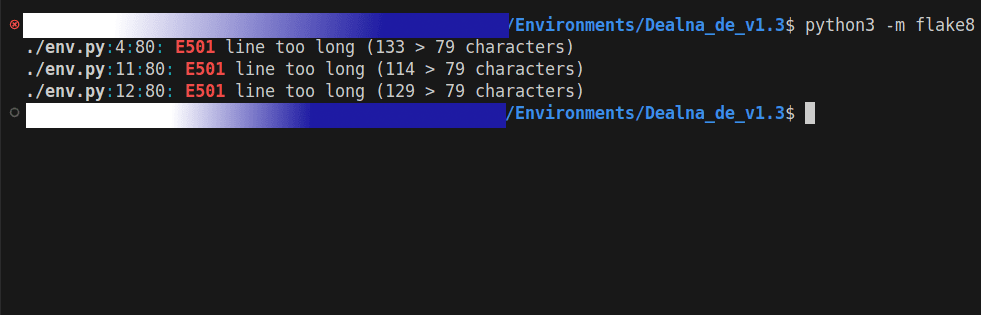 /Environments/Dealna_de_v1.3$ python3 -m flake8
./env.py:4:80: E501 line too long (133 > 79 characters)
./env.py:11:80: E501 line too long (114 > 79 characters)
./env.py:12:80: E501 line too long (129 > 79 characters)
/Environments/Dealna_de_v1.3$